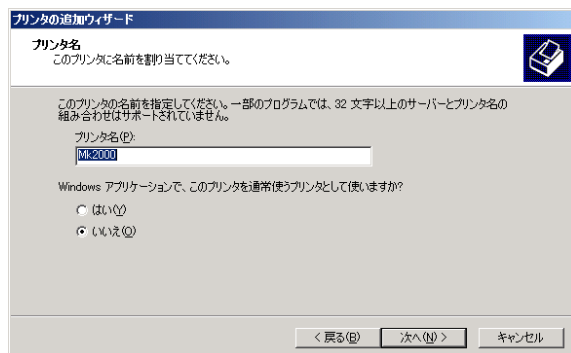 プリンタの追加ウィザード
プリンタ名
このプリンタに名前を割り当ててください。
このプリンタの名前を指定してください。一部のプログラムでは、32 文字以上のサーバーとプリンタ名の
組み合わせはサポートされていません。
プリンタ名(P):
Mk2000
Windows アプリケーションで、このプリンタを通常使うプリンタとして使いますか?
はい(Y)
いいえ(O)
< 戻る(B)
次へ(N) >
キャンセル